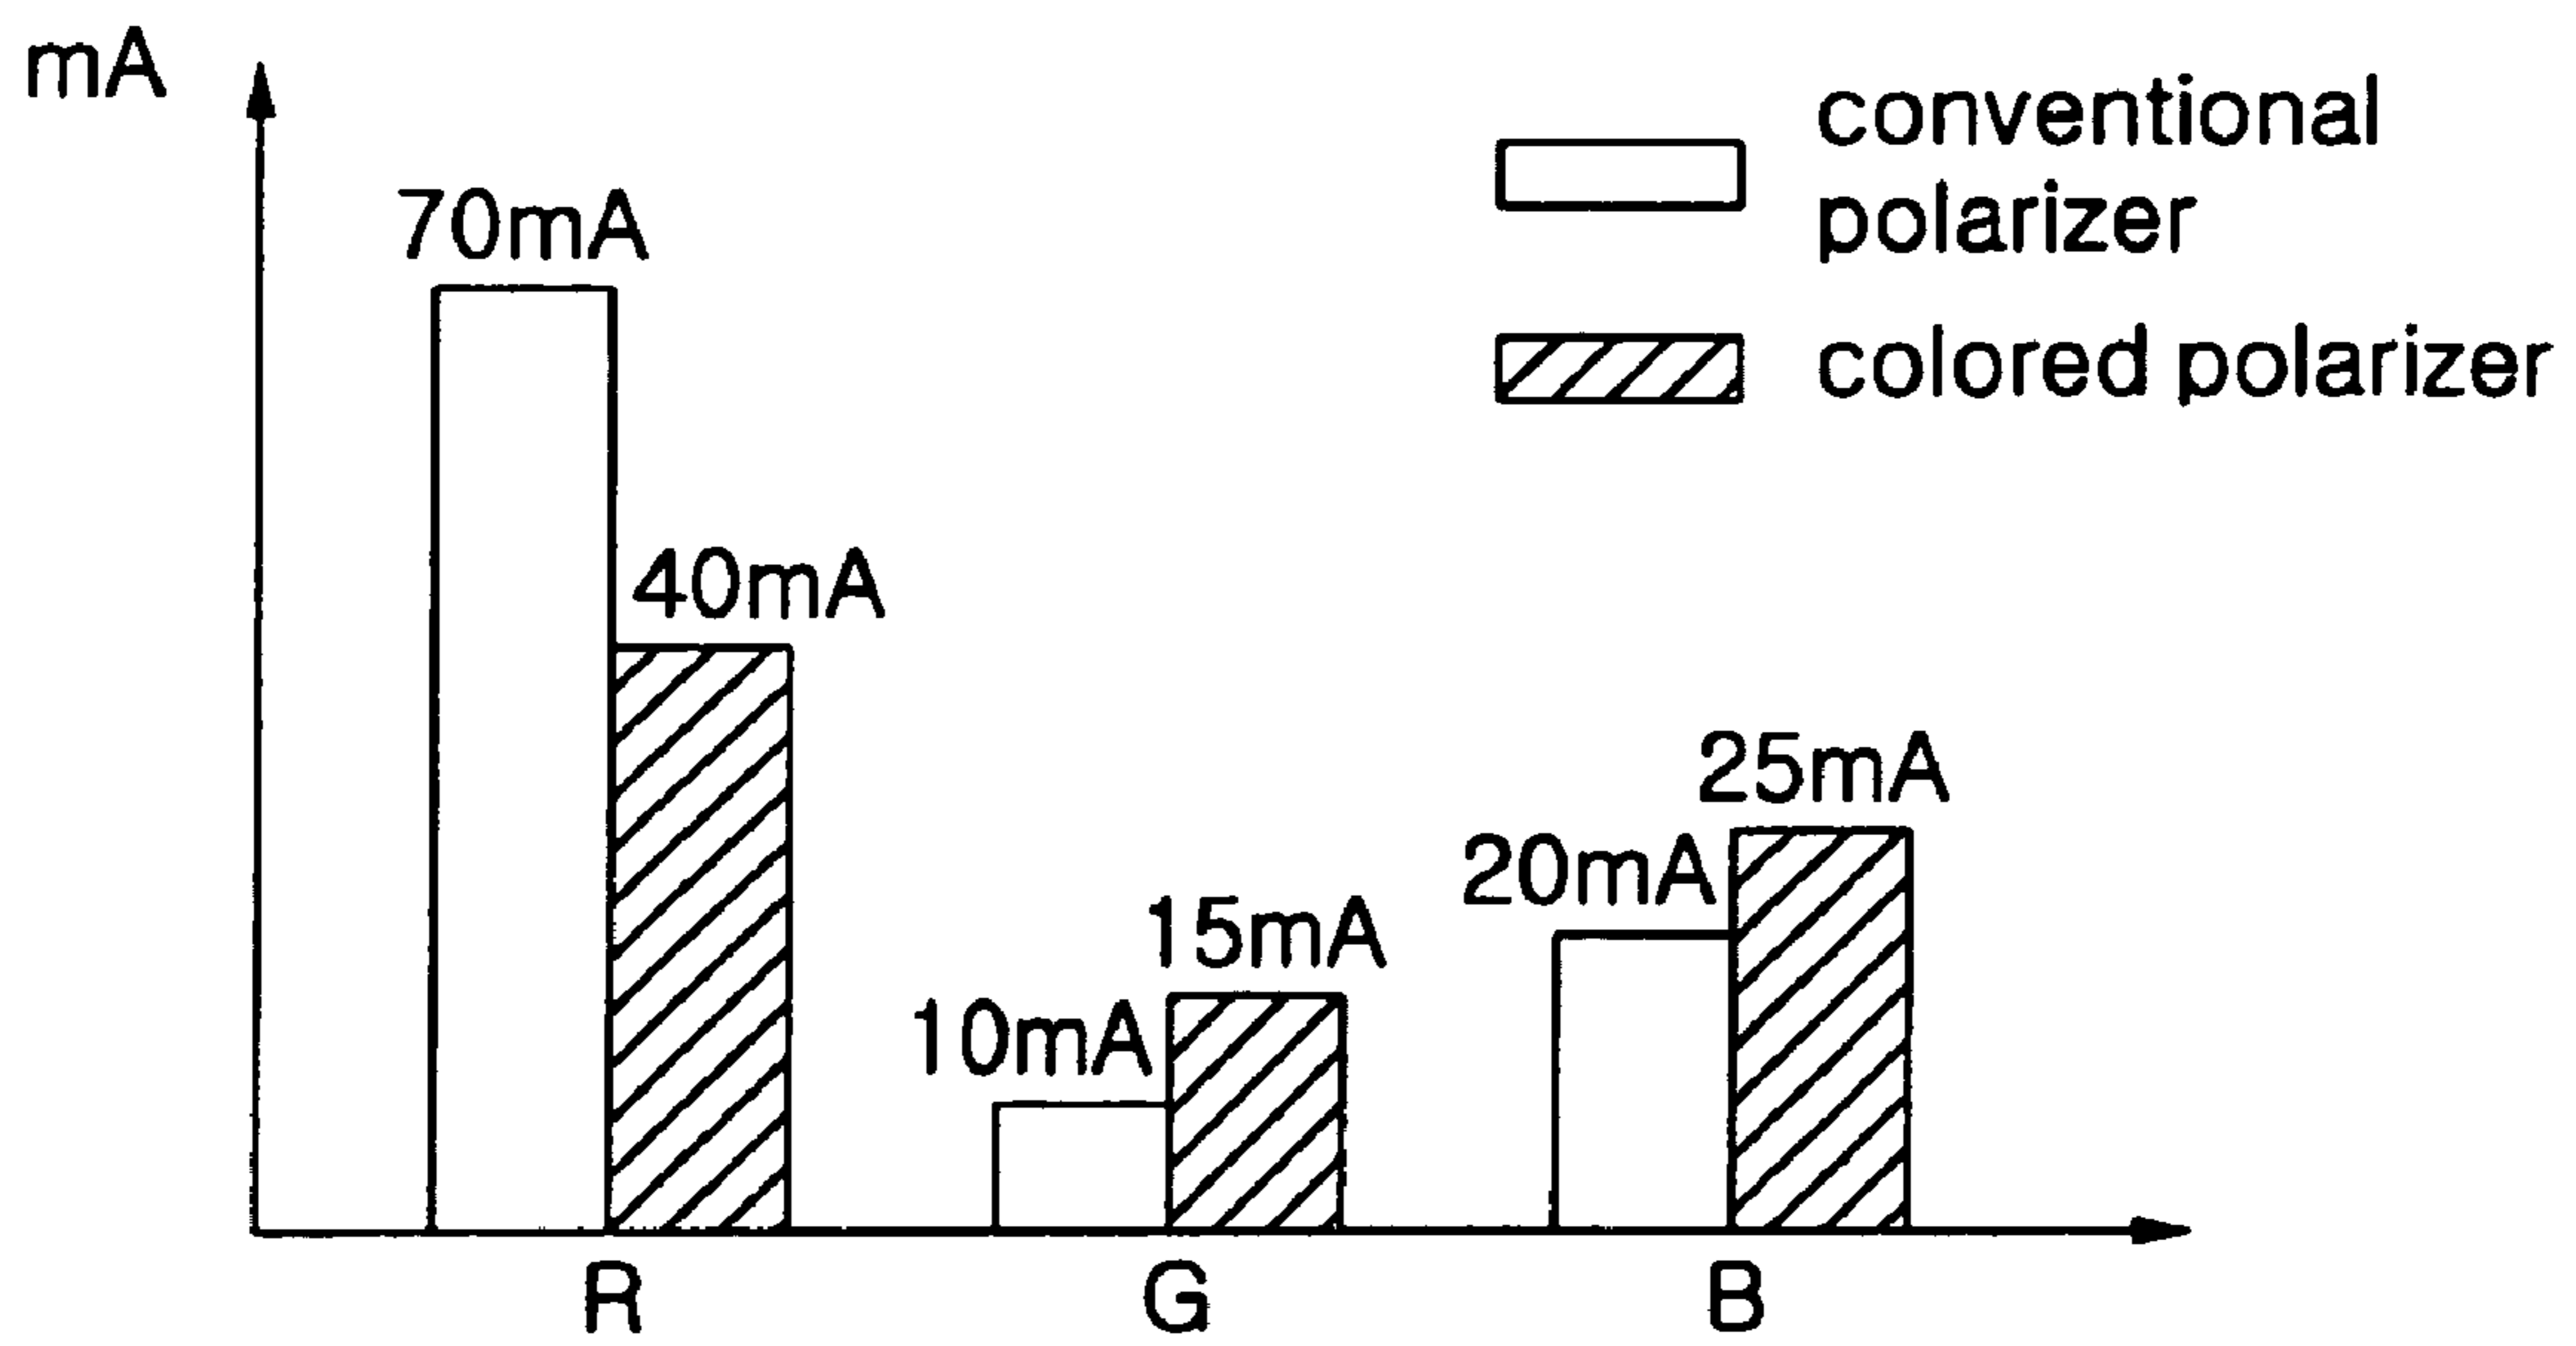 mA
conventional
polarizer
colored polarizer
70mA
40mA
10mA
15mA
20mA
25mA
R
G
B